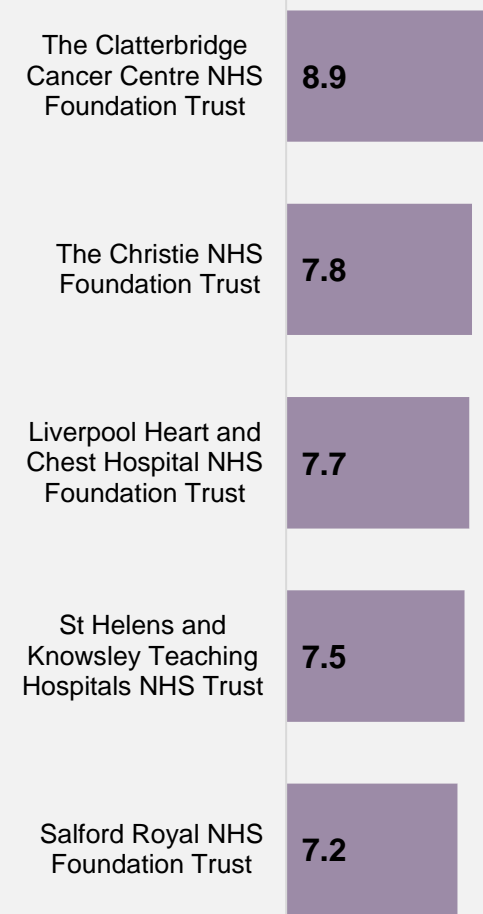 The Clatterbridge
Cancer Centre NHS
Foundation Trust
8.9
The Christie NHS
Foundation Trust
7.8
Liverpool Heart and
Chest Hospital NHS
Foundation Trust
7.7
St Helens and
Knowsley Teaching
Hospitals NHS Trust
7.5
Salford Royal NHS
Foundation Trust
7.2